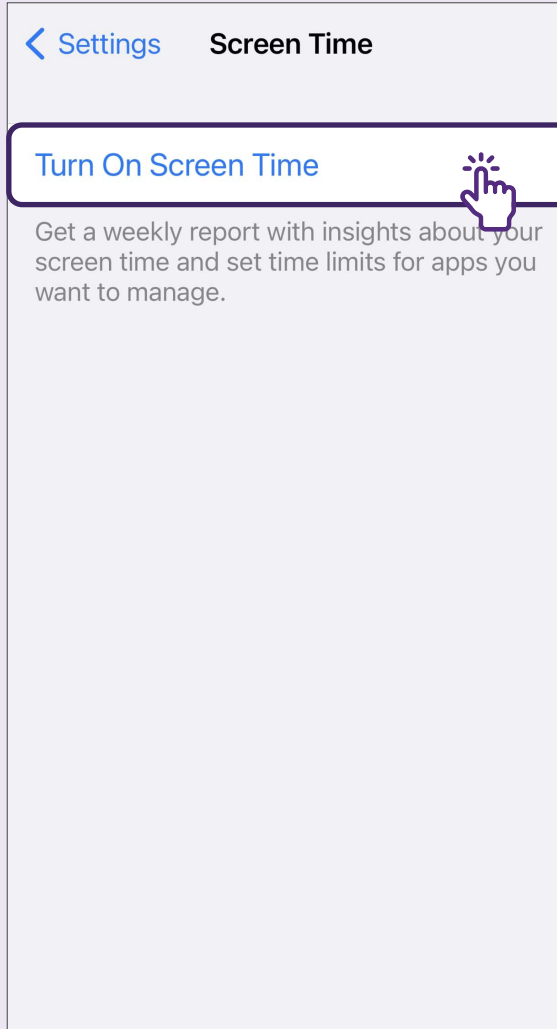 Settings
Screen Time
Turn On Screen Time
Get a weekly report with insights about your
screen time and set time limits for apps you
want to manage.